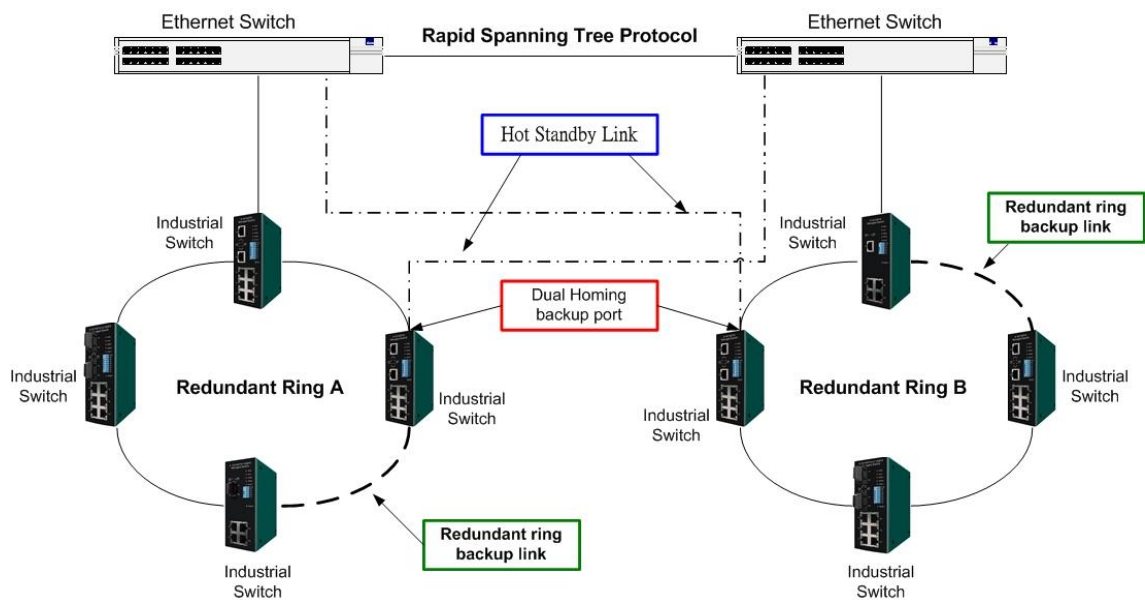 Ethernet Switch
Ethernet Switch
Rapid Spanning Tree Protocol
Hot Standby Link
Industrial
Switch
Industrial
Switch
Redundant ring
backup link
Dual Homing
backup port
Industrial
Switch
Redundant Ring A
Industrial
Switch
Industrial
Switch
Redundant Ring B
Industrial
Switch
Redundant ring
backup link
Industrial
Switch
Industrial
Switch